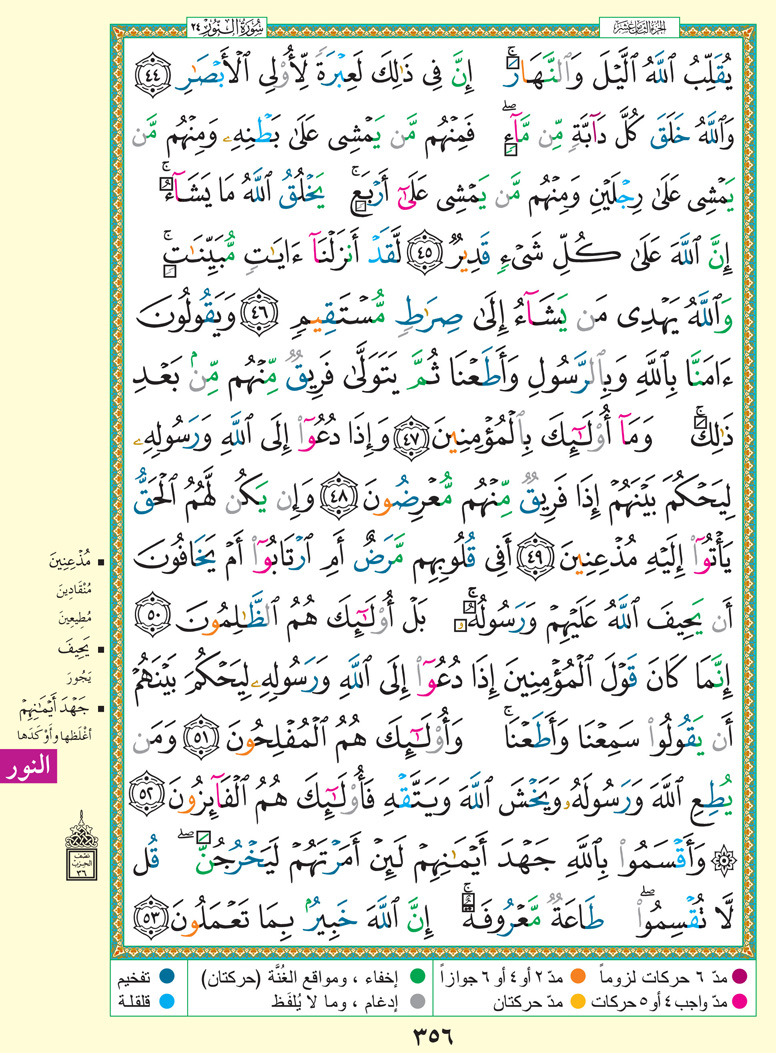 سُورَةُ النُّورِ ٢٤
الجزء الثامن عشر
يُقَلِّبُ ٱللَّهُ ٱلَّيْلَ وَٱلنَّهَارَۚ إِنَّ فِى ذَٰلِكَ لَعِبْرَةً لِّأُو۟لِى ٱلْأَبْصَٰرِ ٤٤
وَٱللَّهُ خَلَقَ كُلَّ دَآبَّةٍ مِّن مَّآءٍۖ فَمِنْهُم مَّن يَمْشِى عَلَىٰ بَطْنِهِۦ وَمِنْهُم مَّن
يَمْشِى عَلَىٰ رِجْلَيْنِ وَمِنْهُم مَّن يَمْشِى عَلَىٰٓ أَرْبَعٍۚ يَخْلُقُ ٱللَّهُ مَا يَشَآءُۚ
إِنَّ ٱللَّهَ عَلَىٰ كُلِّ شَىْءٍ قَدِيرٌ ٤٥ لَّقَدْ أَنزَلْنَآ ءَايَٰتٍ مُّبَيِّنَٰتٍۚ
وَٱللَّهُ يَهْدِى مَن يَشَآءُ إِلَىٰ صِرَٰطٍ مُّسْتَقِيمٍ ٤٦ وَيَقُولُونَ
ءَامَنَّا بِٱللَّهِ وَبِٱلرَّسُولِ وَأَطَعْنَا ثُمَّ يَتَوَلَّىٰ فَرِيقٌ مِّنْهُم مِّنۢ بَعْدِ
ذَٰلِكَۚ وَمَآ أُو۟لَٰٓئِكَ بِٱلْمُؤْمِنِينَ ٤٧ وَإِذَا دُعُوٓا۟ إِلَى ٱللَّهِ وَرَسُولِهِۦ
لِيَحْكُمَ بَيْنَهُمْ إِذَا فَرِيقٌ مِّنْهُم مُّعْرِضُونَ ٤٨ وَإِن يَكُن لَّهُمُ ٱلْحَقُّ
يَأْتُوٓا۟ إِلَيْهِ مُذْعِنِينَ ٤٩ أَفِى قُلُوبِهِم مَّرَضٌ أَمِ ٱرْتَابُوٓا۟ أَمْ يَخَافُونَ
أَن يَحِيفَ ٱللَّهُ عَلَيْهِمْ وَرَسُولُهُۥۚ بَلْ أُو۟لَٰٓئِكَ هُمُ ٱلظَّٰلِمُونَ ٥٠
إِنَّمَا كَانَ قَوْلَ ٱلْمُؤْمِنِينَ إِذَا دُعُوٓا۟ إِلَى ٱللَّهِ وَرَسُولِهِۦ لِيَحْكُمَ بَيْنَهُمْ
أَن يَقُولُوا۟ سَمِعْنَا وَأَطَعْنَاۚ وَأُو۟لَٰٓئِكَ هُمُ ٱلْمُفْلِحُونَ ٥١ وَمَن
يُطِعِ ٱللَّهَ وَرَسُولَهُۥ وَيَخْشَ ٱللَّهَ وَيَتَّقْهِ فَأُو۟لَٰٓئِكَ هُمُ ٱلْفَآئِزُونَ ٥٢
۞ وَأَقْسَمُوا۟ بِٱللَّهِ جَهْدَ أَيْمَٰنِهِمْ لَئِنْ أَمَرْتَهُمْ لَيَخْرُجُنَّۖ قُل
لَّا تُقْسِمُوا۟ۖ طَاعَةٌ مَّعْرُوفَةٌۚ إِنَّ ٱللَّهَ خَبِيرٌۢ بِمَا تَعْمَلُونَ ٥٣
مُذْعِنِينَ
مُنْقَادِينَ
مُطِيعِينَ
يَحِيفَ
يَجُورَ
جَهْدَ أَيْمَٰنِهِمْ
أغْلَظَها وأَوْكَدَها
النور
نصف
الحزب
٣٦
مدّ ٦ حركات لزوماً
مدّ ٢ أو ٤ أو ٦ جوازاً
إخفاء ، ومواقع الغُنَّة (حركتان)
تفخيم
مدّ واجب ٤ أو ٥ حركات
مدّ حركتان
إدغام ، وما لا يُلفَظ
قلقلة
٣٥٦